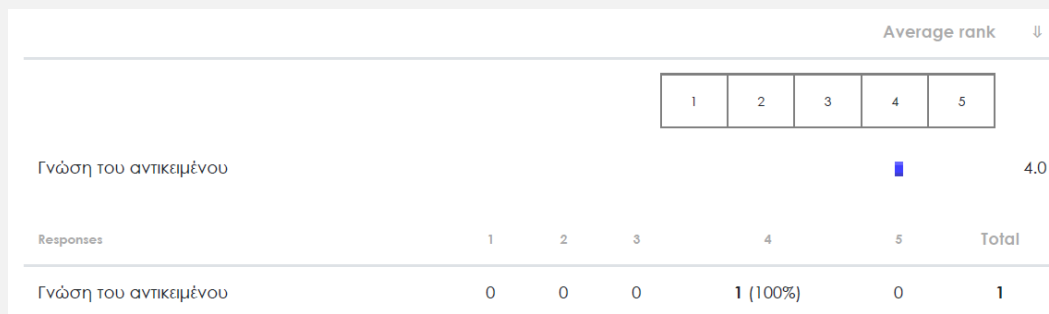 Average rank ⇓
1 2 3 4 5
Γνώση του αντικειμένου 4.0
Responses 1 2 3 4 5 Total
Γνώση του αντικειμένου 0 0 0 1 (100%) 0 1